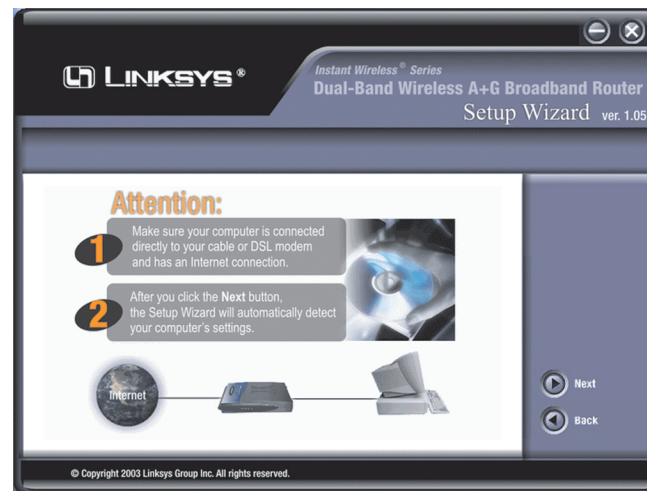 LINKSYS®
Instant Wireless® Series
Dual-Band Wireless A+G Broadband Router
Setup Wizard ver. 1.05
Attention:
1
Make sure your computer is connected
directly to your cable or DSL modem
and has an Internet connection.
2
After you click the Next button,
the Setup Wizard will automatically detect
your computer's settings.
Internet
Next
Back
© Copyright 2003 Linksys Group Inc. All rights reserved.